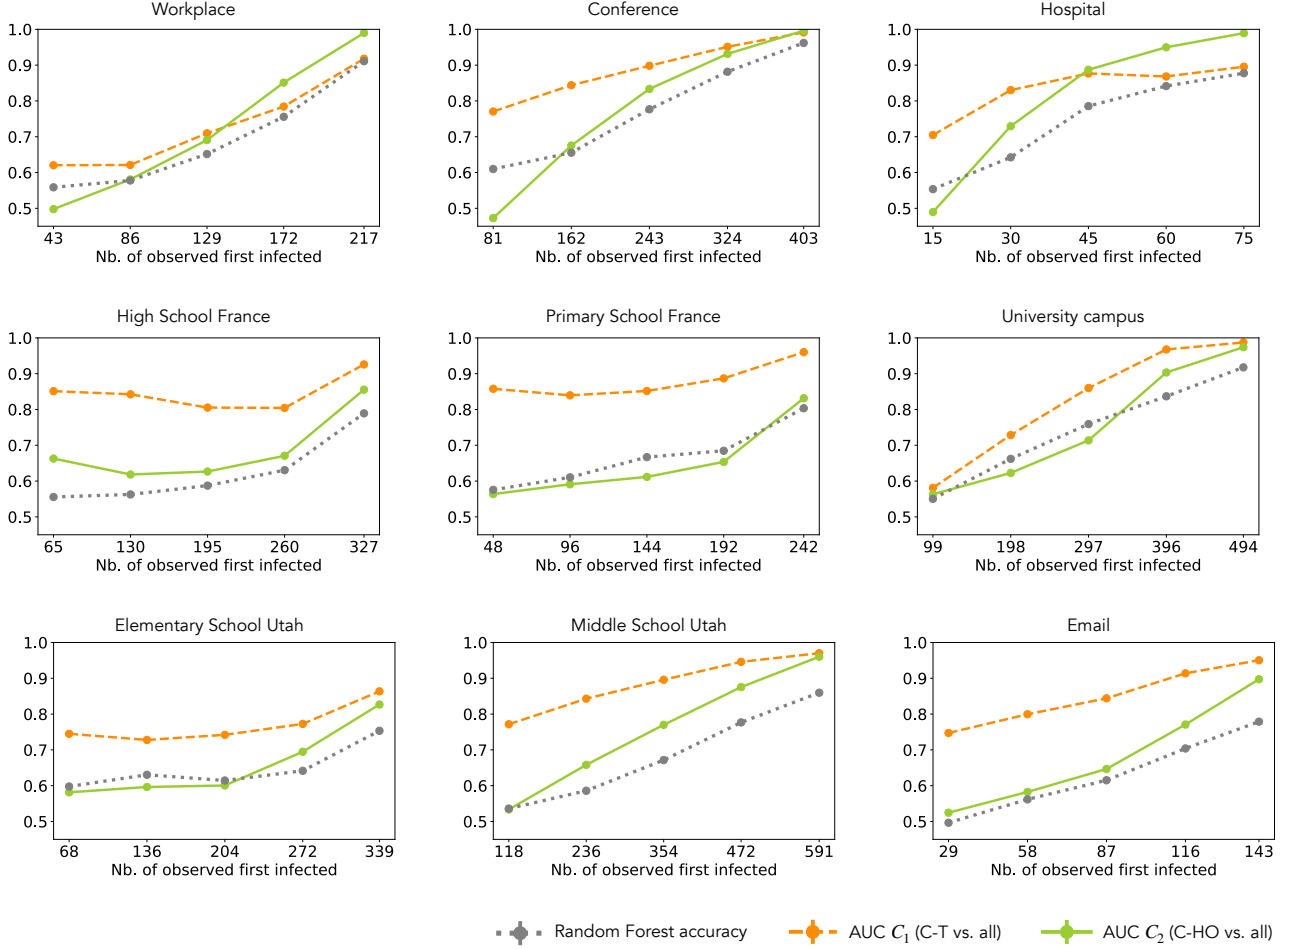 Workplace
1.0
0.9
0.8
0.7
0.6
0.5
43 86 129 172 217
Nb. of observed first infected
Conference
1.0
0.9
0.8
0.7
0.6
0.5
81 162 243 324 403
Nb. of observed first infected
Hospital
1.0
0.9
0.8
0.7
0.6
0.5
15 30 45 60 75
Nb. of observed first infected
High School France
1.0
0.9
0.8
0.7
0.6
0.5
65 130 195 260 327
Nb. of observed first infected
Primary School France
1.0
0.9
0.8
0.7
0.6
0.5
48 96 144 192 242
Nb. of observed first infected
University campus
1.0
0.9
0.8
0.7
0.6
0.5
99 198 297 396 494
Nb. of observed first infected
Elementary School Utah
1.0
0.9
0.8
0.7
0.6
0.5
68 136 204 272 339
Nb. of observed first infected
Middle School Utah
1.0
0.9
0.8
0.7
0.6
0.5
118 236 354 472 591
Nb. of observed first infected
Email
1.0
0.9
0.8
0.7
0.6
0.5
29 58 87 116 143
Nb. of observed first infected
Random Forest accuracy
AUC C₁ (C-T vs. all)
AUC C₂ (C-HO vs. all)